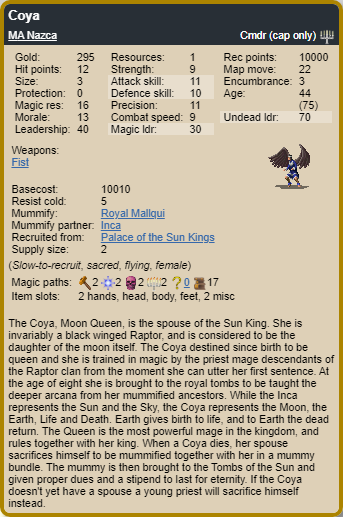 Coya
MA Nazca Cmdr (cap only)
Gold: 295 Resources: 1 Rec points: 10000
Hit points: 12 Strength: 9 Map move: 22
Size: 3 Attack skill: 11 Encumbrance: 3
Protection: 0 Defence skill: 10 Age: 44
Magic res: 16 Precision: 11 (75)
Morale: 13 Combat speed: 9 Undead ldr: 70
Leadership: 40 Magic ldr: 30
Weapons:
Fist
Basecost: 10010
Resist cold: 5
Mummify: Royal Mallqui
Mummify partner: Inca
Recruited from: Palace of the Sun Kings
Supply size: 2
(Slow-to-recruit, sacred, flying, female)
Magic paths: 2 2 2 2 ?0 17
Item slots: 2 hands, head, body, feet, 2 misc
The Coya, Moon Queen, is the spouse of the Sun King. She is
invariably a black winged Raptor, and is considered to be the
daughter of the moon itself. The Coya destined since birth to be
queen and she is trained in magic by the priest mage descendants of
the Raptor clan from the moment she can utter her first sentence. At
the age of eight she is brought to the royal tombs to be taught the
deeper arcana from her mummified ancestors. While the Inca
represents the Sun and the Sky, the Coya represents the Moon, the
Earth, Life and Death. Earth gives birth to life, and to Earth the dead
return. The Queen is the most powerful mage in the kingdom, and
rules together with her king. When a Coya dies, her spouse
sacrifices himself to be mummified together with her in a mummy
bundle. The mummy is then brought to the Tombs of the Sun and
given proper dues and a stipend to last for eternity. If the Coya
doesn't yet have a spouse a young priest will sacrifice himself
instead.